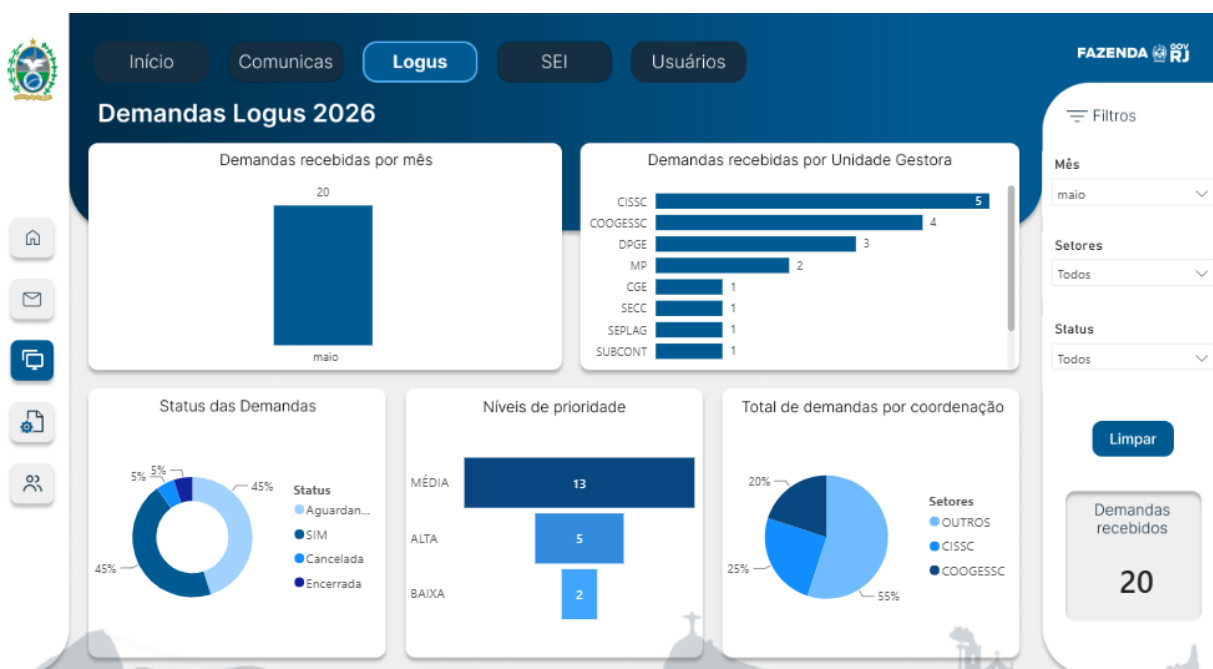 Início
Comunicas
Logus
SEI
Usuários
FAZENDA GOV RJ
Demandas Logus 2026
Filtros
Demandas recebidas por mês
20
maio
Demandas recebidas por Unidade Gestora
CISSC 5
COOGESSC 4
DPGE 3
MP 2
CGE 1
SECC 1
SEPLAG 1
SUBCONT 1
Mês
maio
Setores
Todos
Status
Todos
Limpar
Demandas
recebidos
20
Status das Demandas
5%
5%
45%
45%
Status
Aguardan...
SIM
Cancelada
Encerrada
Níveis de prioridade
MÉDIA 13
ALTA 5
BAIXA 2
Total de demandas por coordenação
20%
25%
55%
Setores
OUTROS
CISSC
COOGESSC